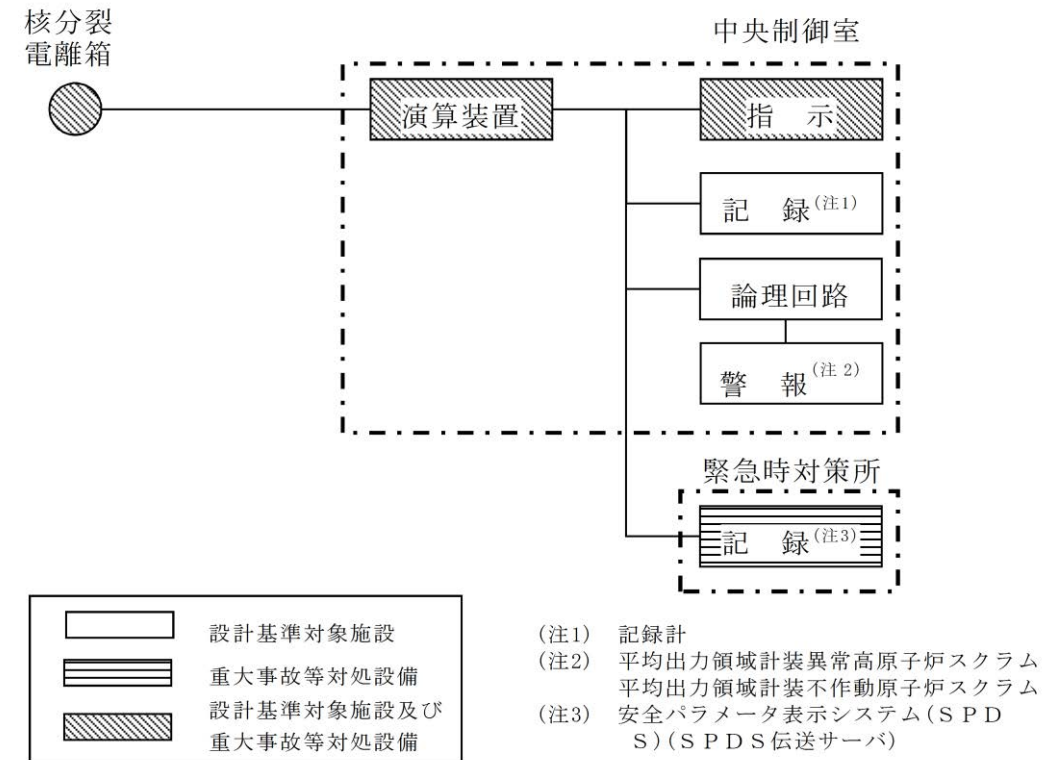 核分裂
電離箱
中央制御室
演算装置
指 示
記 録(注1)
論理回路
警 報(注 2)
緊急時対策所
記 録(注3)
設計基準対象施設
重大事故等対処設備
設計基準対象施設及び
重大事故等対処設備
(注1) 記録計
(注2) 平均出力領域計装異常高原子炉スクラム
平均出力領域計装不作動原子炉スクラム
(注3) 安全パラメータ表示システム(ＳＰＤ
Ｓ)(ＳＰＤＳ伝送サーバ)